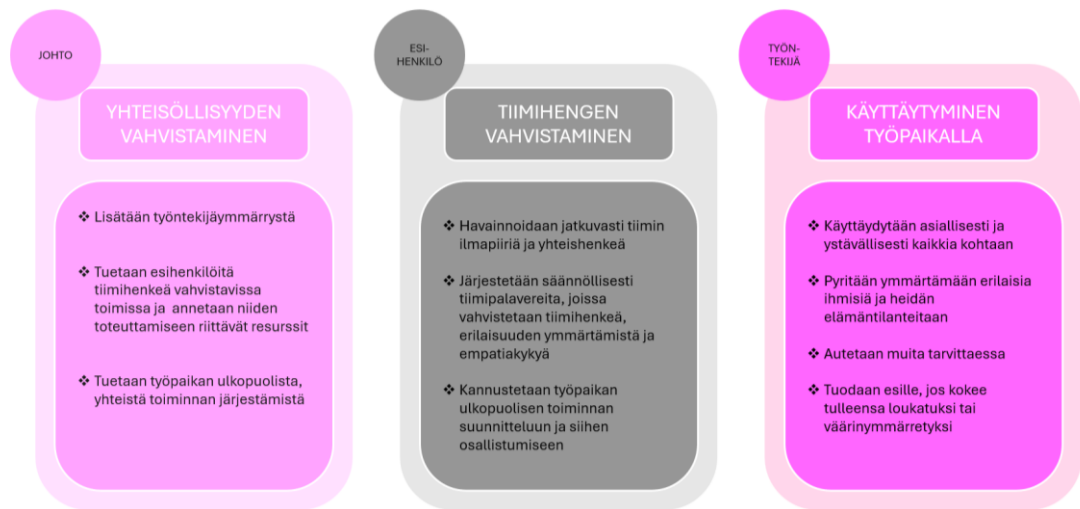 JOHTO
YHTEISÖLLISYYDEN
VAHVISTAMINEN
❖ Lisätään työntekijäymmärrystä
❖ Tuetaan esihenkilöitä
tiimihenkeä vahvistavissa
toimissa ja annetaan niiden
toteuttamiseen riittävät resurssit
❖ Tuetaan työpaikan ulkopuolista,
yhteistä toiminnan järjestämistä
ESI-
HENKILÖ
TIIMIHENGEN
VAHVISTAMINEN
❖ Havainnoidaan jatkuvasti tiimin
ilmapiiriä ja yhteishenkeä
❖ Järjestetään säännöllisesti
tiimipalavereita, joissa
vahvistetaan tiimihenkeä,
erilaisuuden ymmärtämistä ja
empatiakykyä
❖ Kannustetaan työpaikan
ulkopuolisen toiminnan
suunnitteluun ja siihen
osallistumiseen
TYÖN-
TEKIJÄ
KÄYTTÄYTYMINEN
TYÖPAIKALLA
❖ Käyttäydytään asiallisesti ja
ystävällisesti kaikkia kohtaan
❖ Pyritään ymmärtämään erilaisia
ihmisiä ja heidän
elämäntilanteitaan
❖ Autetaan muita tarvittaessa
❖ Tuodaan esille, jos kokee
tulleensa loukatuksi tai
väärinymmärretyksi